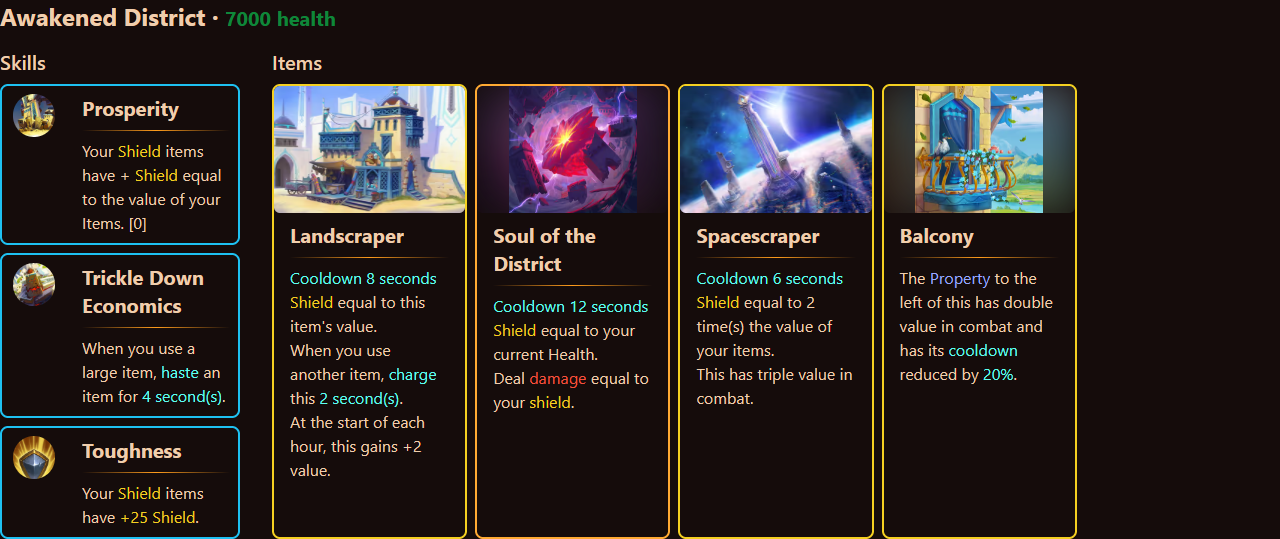 Awakened District · 7000 health
Skills
Prosperity
Your Shield items
have + Shield equal
to the value of your
Items. [0]
Trickle Down
Economics
When you use a
large item, haste an
item for 4 second(s).
Toughness
Your Shield items
have +25 Shield.
Items
Landscraper
Cooldown 8 seconds
Shield equal to this
item's value.
When you use
another item, charge
this 2 second(s).
At the start of each
hour, this gains +2
value.
Soul of the
District
Cooldown 12 seconds
Shield equal to your
current Health.
Deal damage equal to
your shield.
Spacescraper
Cooldown 6 seconds
Shield equal to 2
time(s) the value of
your items.
This has triple value in
combat.
Balcony
The Property to the
left of this has double
value in combat and
has its cooldown
reduced by 20%.